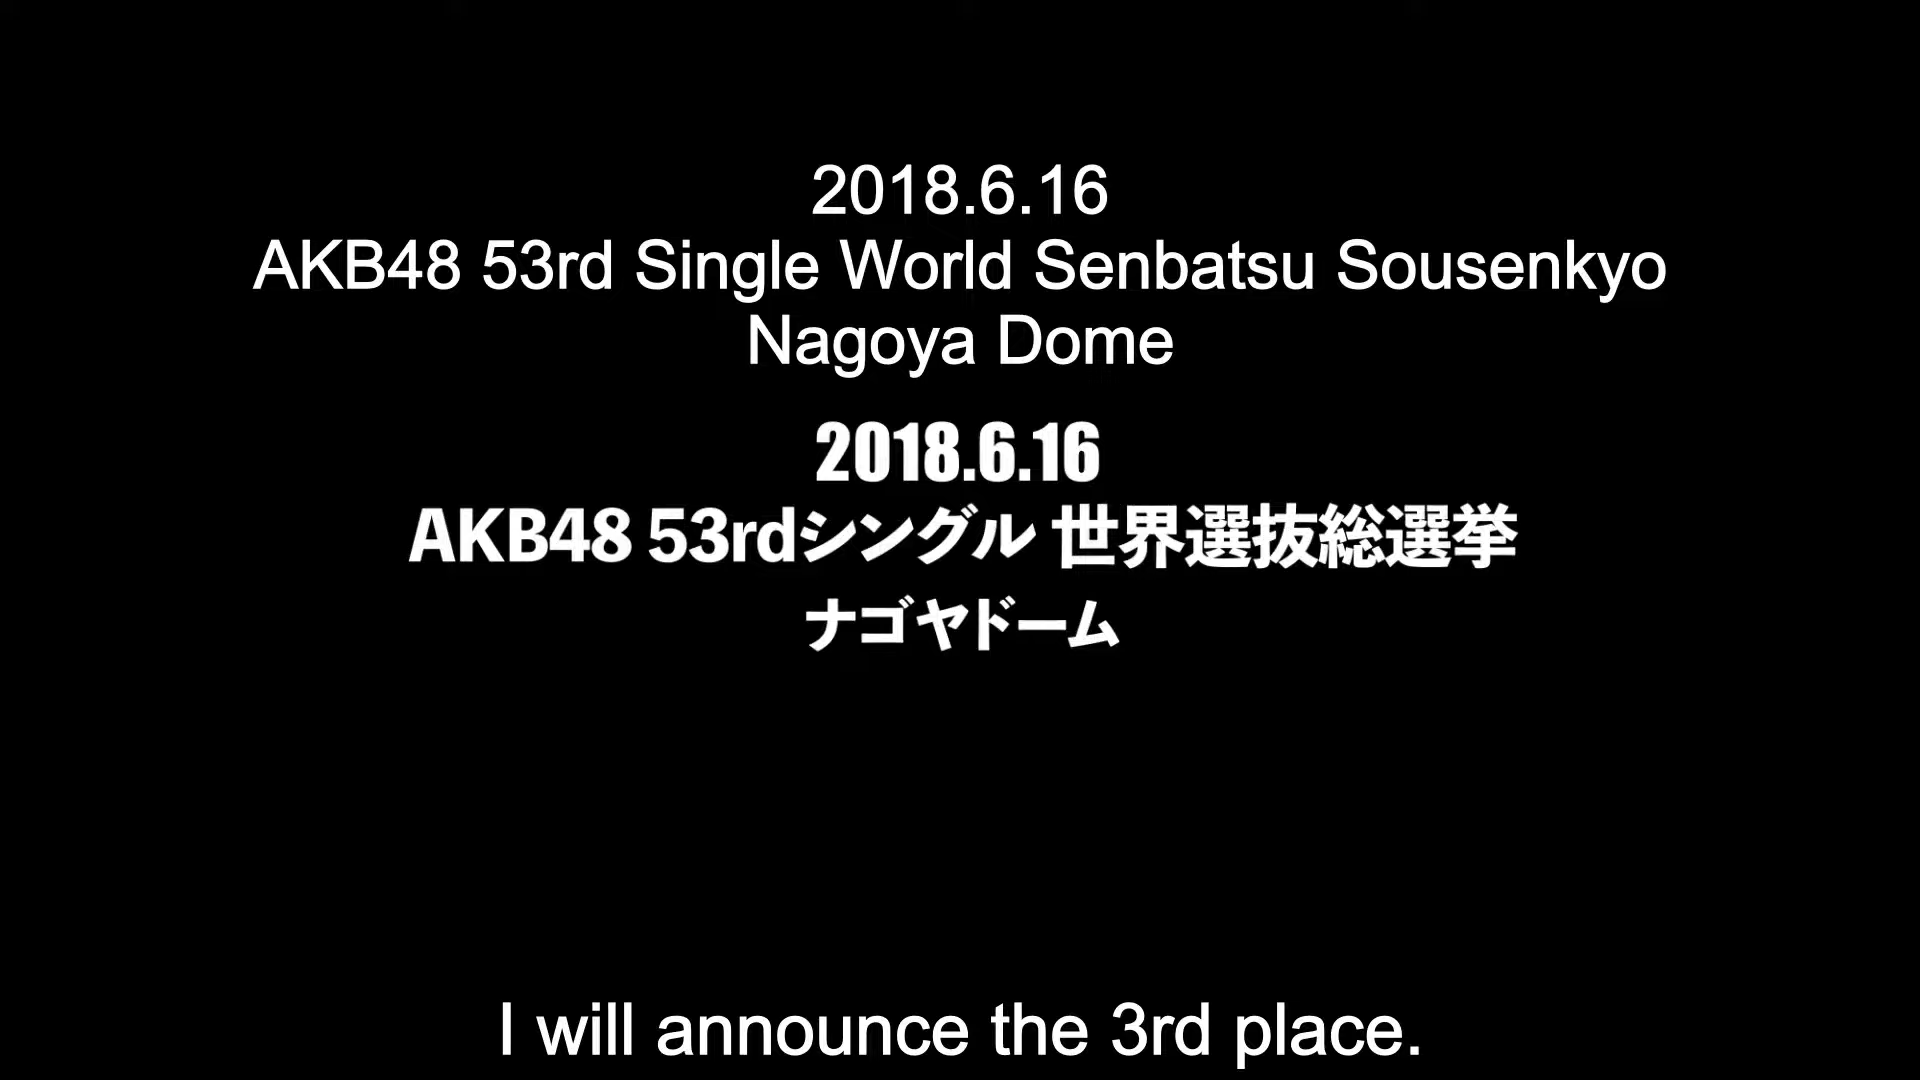 2018.6.16
AKB48 53rd Single World Senbatsu Sousenkyo
Nagoya Dome
2018.6.16
AKB48 53rdシングル 世界選抜総選挙
ナゴヤドーム
I will announce the 3rd place.